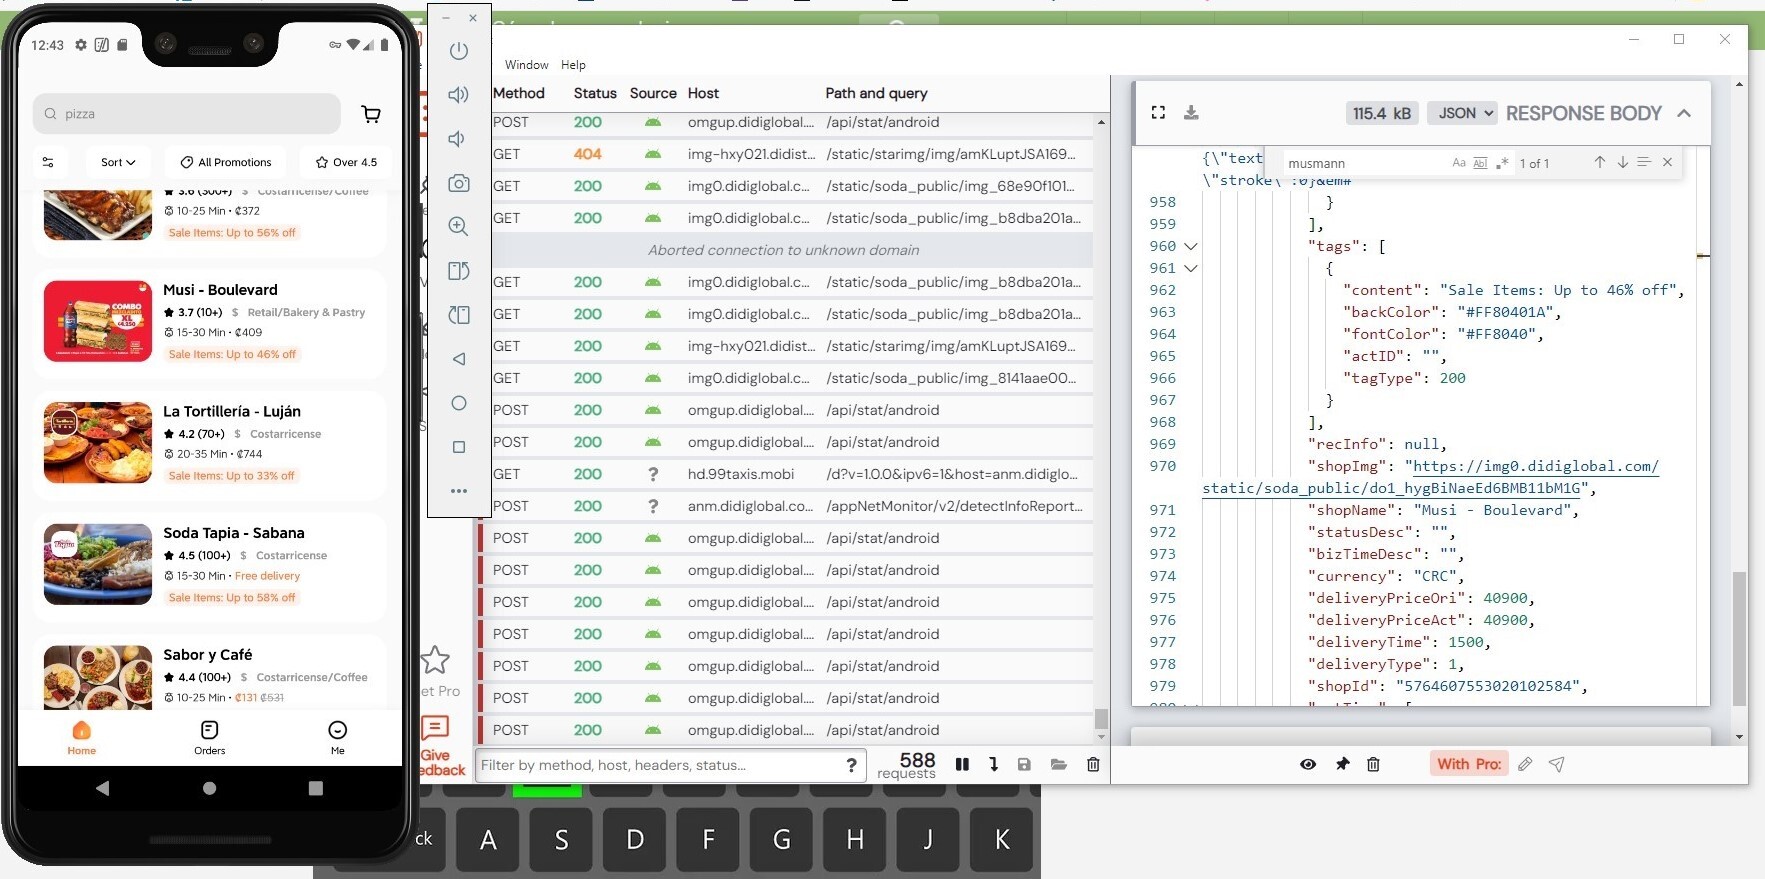 12:43
pizza
Sort
All Promotions
Over 4.5
3.6 (300+) $ Costarricense/Coffee
10-25 Min • ₡372
Sale Items: Up to 56% off
Musi - Boulevard
3.7 (10+) $ Retail/Bakery & Pastry
15-30 Min • ₡409
Sale Items: Up to 46% off
COMBO
XL
La Tortillería - Luján
4.2 (70+) $ Costarricense
20-35 Min • ₡744
Sale Items: Up to 33% off
Soda Tapia - Sabana
4.5 (100+) $ Costarricense
15-30 Min • Free delivery
Sale Items: Up to 58% off
Sabor y Café
4.4 (100+) $ Costarricense/Coffee
10-25 Min • ₡131 ₡531
Home
Orders
Me
et Pro
Give
edback
Window Help
Method Status Source Host Path and query
POST 200 omgup.didiglobal.... /api/stat/android
GET 404 img-hxy021.didist... /static/starimg/img/amKLuptJSA169...
GET 200 img0.didiglobal.c... /static/soda_public/img_68e90f101...
GET 200 img0.didiglobal.c... /static/soda_public/img_b8dba201a...
Aborted connection to unknown domain
GET 200 img0.didiglobal.c... /static/soda_public/img_b8dba201a...
GET 200 img0.didiglobal.c... /static/soda_public/img_b8dba201a...
GET 200 img-hxy021.didist... /static/starimg/img/amKLuptJSA169...
GET 200 img0.didiglobal.c... /static/soda_public/img_8141aae00...
POST 200 omgup.didiglobal.... /api/stat/android
POST 200 omgup.didiglobal.... /api/stat/android
GET 200 ? hd.99taxis.mobi /d?v=1.0.0&ipv6=1&host=anm.didiglo...
POST 200 ? anm.didiglobal.co... /appNetMonitor/v2/detectInfoReport...
POST 200 omgup.didiglobal.... /api/stat/android
POST 200 omgup.didiglobal.... /api/stat/android
POST 200 omgup.didiglobal.... /api/stat/android
POST 200 omgup.didiglobal.... /api/stat/android
POST 200 omgup.didiglobal.... /api/stat/android
POST 200 omgup.didiglobal.... /api/stat/android
POST 200 omgup.didiglobal.... /api/stat/android
Filter by method, host, headers, status... ?
588
requests
115.4 kB JSON RESPONSE BODY
musmann Aa Abl .* 1 of 1
{\"text
\"stroke\":0}&em#
958 }
959 ],
960 "tags": [
961 {
962 "content": "Sale Items: Up to 46% off",
963 "backColor": "#FF80401A",
964 "fontColor": "#FF8040",
965 "actID": "",
966 "tagType": 200
967 }
968 ],
969 "recInfo": null,
970 "shopImg": "https://img0.didiglobal.com/
static/soda_public/do1_hygBiNaeEd6BMB11bM1G",
971 "shopName": "Musi - Boulevard",
972 "statusDesc": "",
973 "bizTimeDesc": "",
974 "currency": "CRC",
975 "deliveryPriceOri": 40900,
976 "deliveryPriceAct": 40900,
977 "deliveryTime": 1500,
978 "deliveryType": 1,
979 "shopId": "5764607553020102584",
With Pro:
ck A S D F G H J K